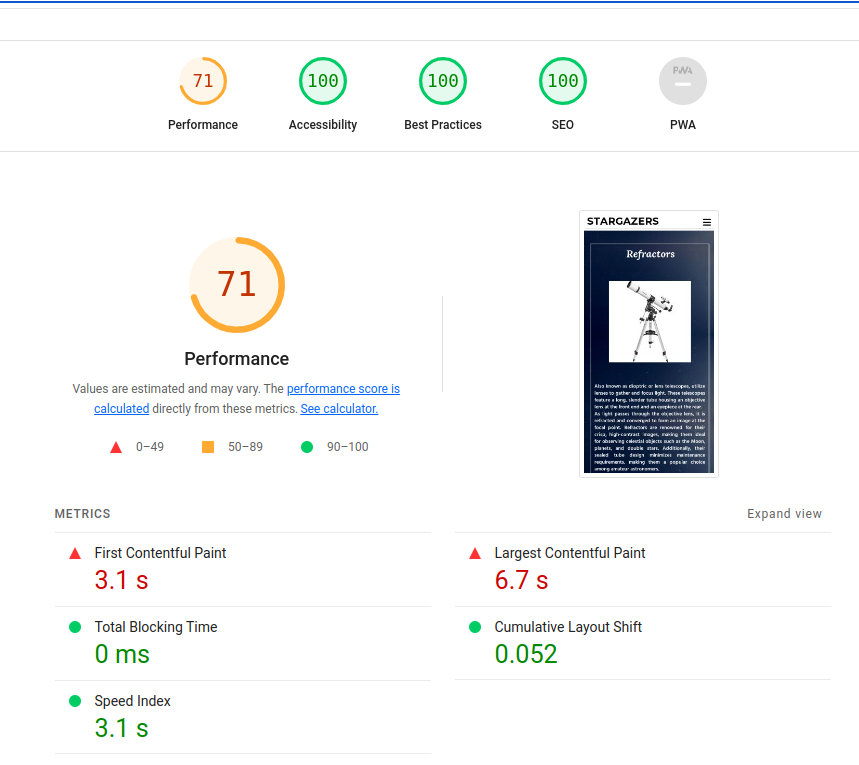 71
100
100
100
PWA
Performance
Accessibility
Best Practices
SEO
PWA
71
Performance
Values are estimated and may vary. The performance score is
calculated directly from these metrics. See calculator.
0–49
50–89
90–100
STARGAZERS
Refractors
Also known as dioptric or lens telescopes, utilize
lenses to gather and focus light. These telescopes
feature a long, slender tube housing an objective
lens at the front end and an eyepiece at the rear.
As light passes through the objective lens, it is
refracted and converged to form an image at the
focal point. Refractors are renowned for their
crisp, high-contrast images, making them ideal
for observing celestial objects such as the Moon,
planets, and double stars. Additionally, their
sealed tube design minimizes maintenance
requirements, making them a popular choice
among amateur astronomers.
METRICS
Expand view
First Contentful Paint
3.1 s
Largest Contentful Paint
6.7 s
Total Blocking Time
0 ms
Cumulative Layout Shift
0.052
Speed Index
3.1 s